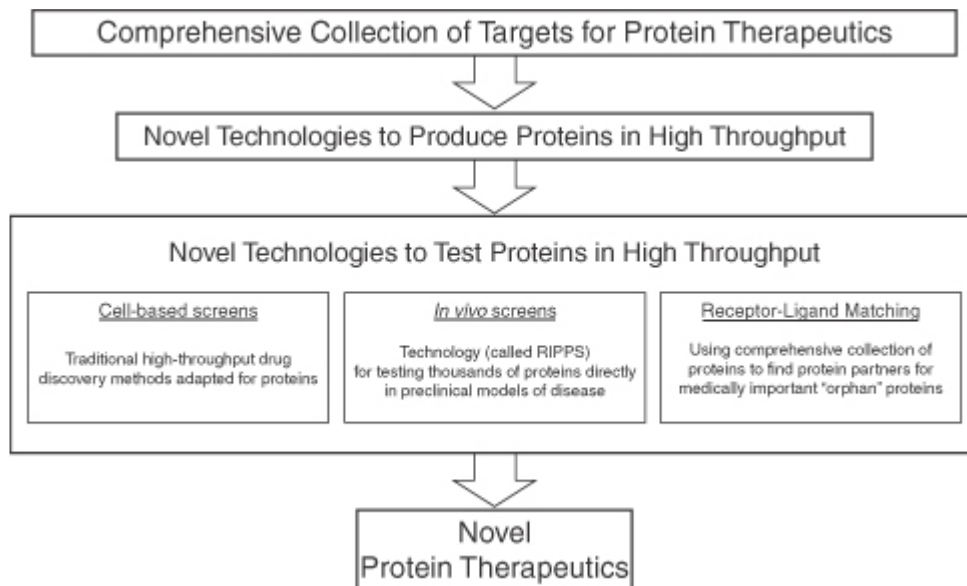 Comprehensive Collection of Targets for Protein Therapeutics
Novel Technologies to Produce Proteins in High Throughput
Novel Technologies to Test Proteins in High Throughput
Cell-based screens
Traditional high-throughput drug
discovery methods adapted for proteins
In vivo screens
Technology (called RIPPS)
for testing thousands of proteins directly
in preclinical models of disease
Receptor-Ligand Matching
Using comprehensive collection of
proteins to find protein partners for
medically important “orphan” proteins
Novel
Protein Therapeutics